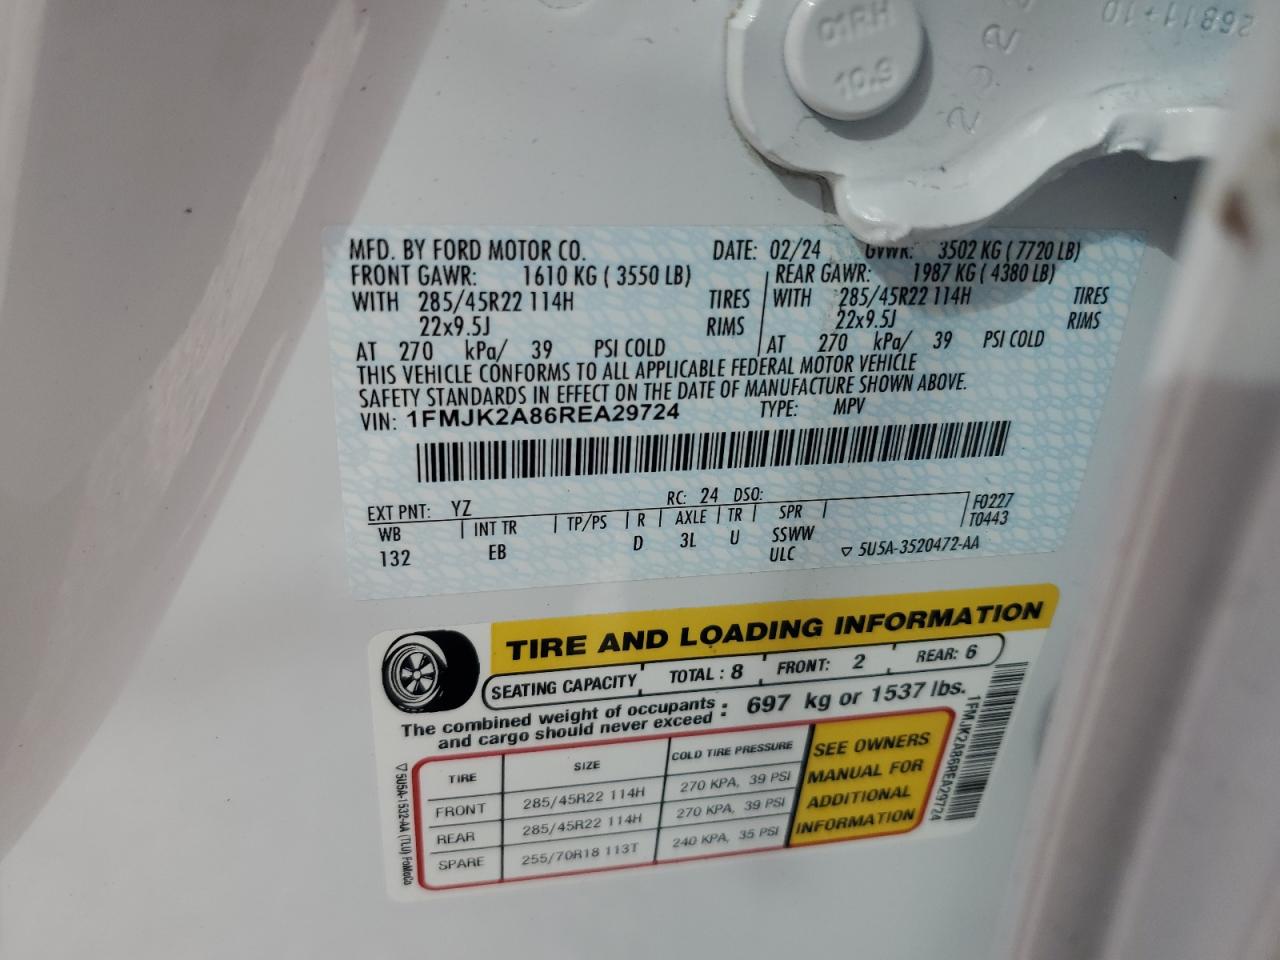 01RH
10.9
MFD. BY FORD MOTOR CO. DATE: 02/24 GVWR: 3502 KG ( 7720 LB)
FRONT GAWR: 1610 KG ( 3550 LB) REAR GAWR: 1987 KG ( 4380 LB)
WITH 285/45R22 114H TIRES WITH 285/45R22 114H TIRES
22x9.5J RIMS 22x9.5J RIMS
AT 270 kPa/ 39 PSI COLD AT 270 kPa/ 39 PSI COLD
THIS VEHICLE CONFORMS TO ALL APPLICABLE FEDERAL MOTOR VEHICLE
SAFETY STANDARDS IN EFFECT ON THE DATE OF MANUFACTURE SHOWN ABOVE.
VIN: 1FMJK2A86REA29724 TYPE: MPV
EXT PNT: YZ RC: 24 DSO: F0227
WB INT TR TP/PS R AXLE TR SPR T0443
132 EB D 3L U SSWW
ULC ▽ 5U5A-3520472-AA
TIRE AND LOADING INFORMATION
SEATING CAPACITY TOTAL : 8 FRONT: 2 REAR: 6
The combined weight of occupants
and cargo should never exceed : 697 kg or 1537 lbs.
TIRE SIZE COLD TIRE PRESSURE
FRONT 285/45R22 114H 270 KPA, 39 PSI
REAR 285/45R22 114H 270 KPA, 39 PSI
SPARE 255/70R18 113T 240 KPA, 35 PSI
SEE OWNERS
MANUAL FOR
ADDITIONAL
INFORMATION
▽ 5U5A-1532-AA (TLU) FoMoCo
1FMJK2A86REA29724